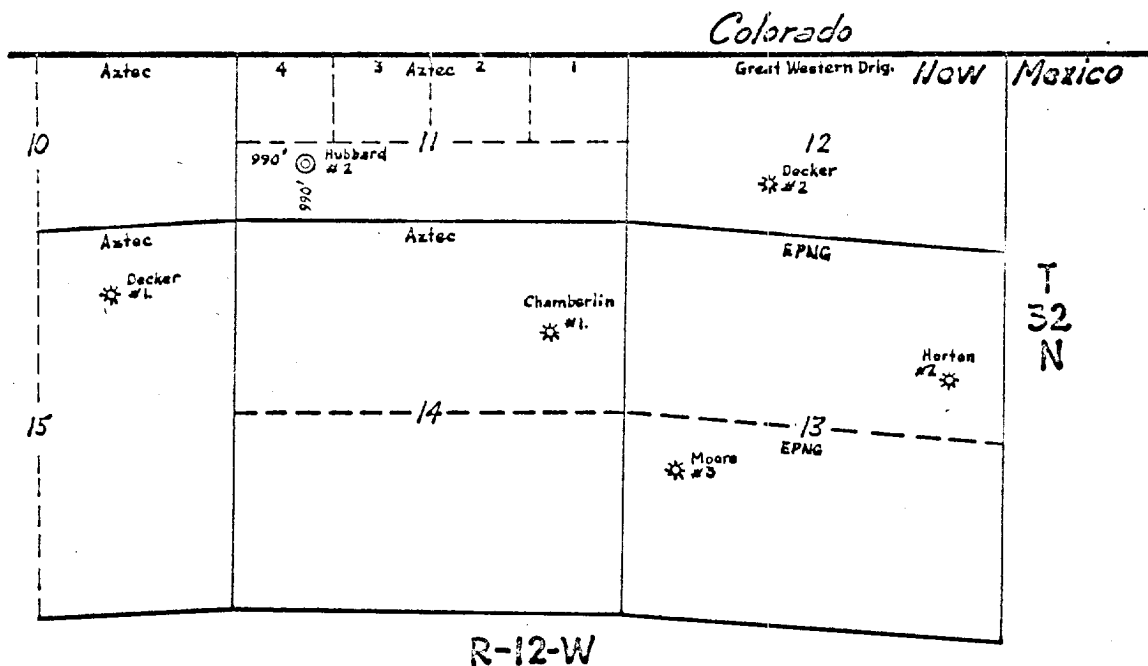 Colorado
Aztec 4 3 Aztec 2 1 Great Western Drlg. New Mexico
10 11 12
990' Hubbard
#2
990'
Decker
#2
Aztec Aztec EPNG
Decker
#1.
Chamberlin
#1.
T
32
N
Horton
#2
15 14 13
EPNG
Moore
#3
R-12-W